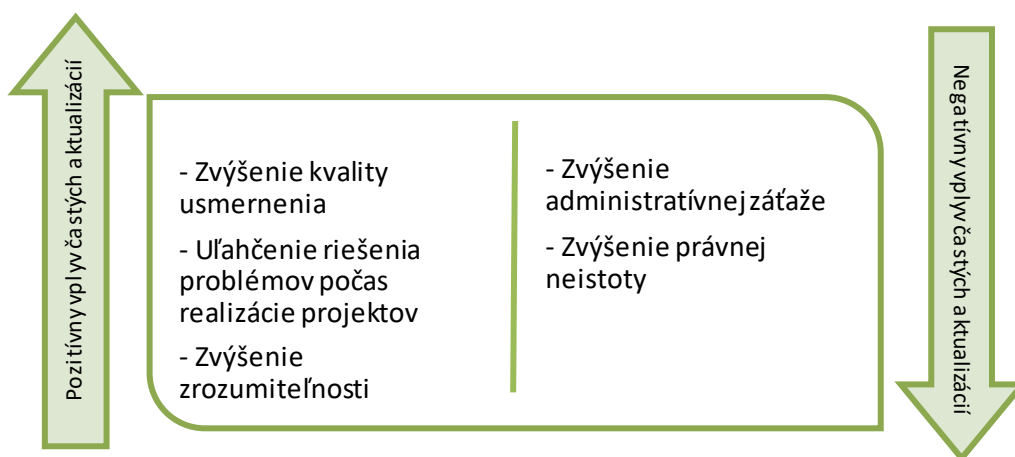 Pozitívny vplyv častých aktualizácií
- Zvýšenie kvality
usmernenia
- Uľahčenie riešenia
problémov počas
realizácie projektov
- Zvýšenie
zrozumiteľnosti
- Zvýšenie
administratívnej záťaže
- Zvýšenie právnej
neistoty
Negatívny vplyv častých aktualizácií